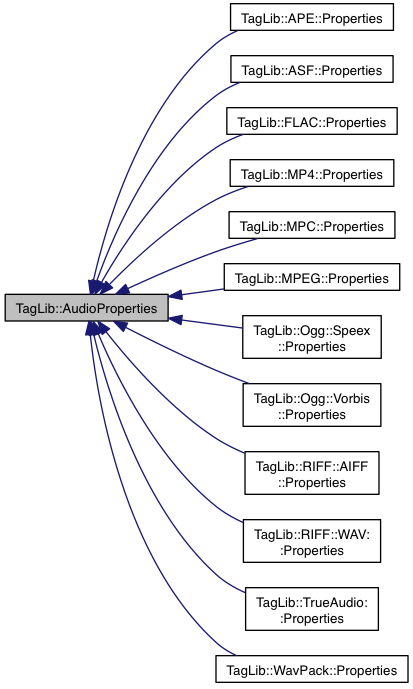 TagLib::APE::Properties
TagLib::ASF::Properties
TagLib::FLAC::Properties
TagLib::MP4::Properties
TagLib::MPC::Properties
TagLib::MPEG::Properties
TagLib::AudioProperties
TagLib::Ogg::Speex
::Properties
TagLib::Ogg::Vorbis
::Properties
TagLib::RIFF::AIFF
::Properties
TagLib::RIFF::WAV:
:Properties
TagLib::TrueAudio:
:Properties
TagLib::WavPack::Properties